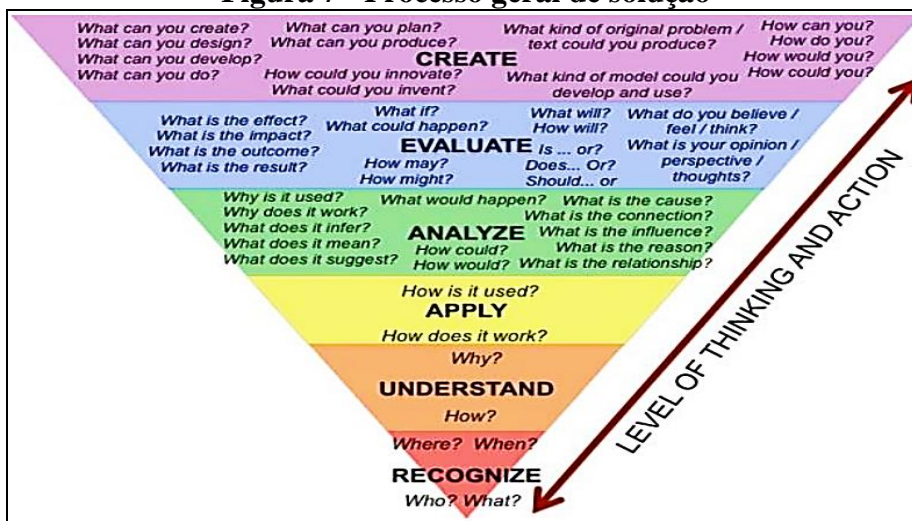 Figura 7 - Processo geral de solução
What can you create?
What can you design?
What can you develop?
What can you do?
What can you plan?
What can you produce?
What kind of original problem /
text could you produce?
How can you?
How do you?
How would you?
How could you?
CREATE
How could you innovate?
What could you invent?
What kind of model could you
develop and use?
What is the effect?
What is the impact?
What is the outcome?
What is the result?
What if?
What could happen?
What will?
How will?
What do you believe /
feel / think?
EVALUATE
How may?
How might?
Is ... or?
Does... Or?
Should... or
What is your opinion /
perspective /
thoughts?
Why is it used?
Why does it work?
What does it infer?
What does it mean?
What does it suggest?
What would happen?
What is the cause?
What is the connection?
What is the influence?
What is the reason?
What is the relationship?
ANALYZE
How could?
How would?
How is it used?
APPLY
How does it work?
Why?
UNDERSTAND
How?
Where? When?
RECOGNIZE
Who? What?
LEVEL OF THINKING AND ACTION